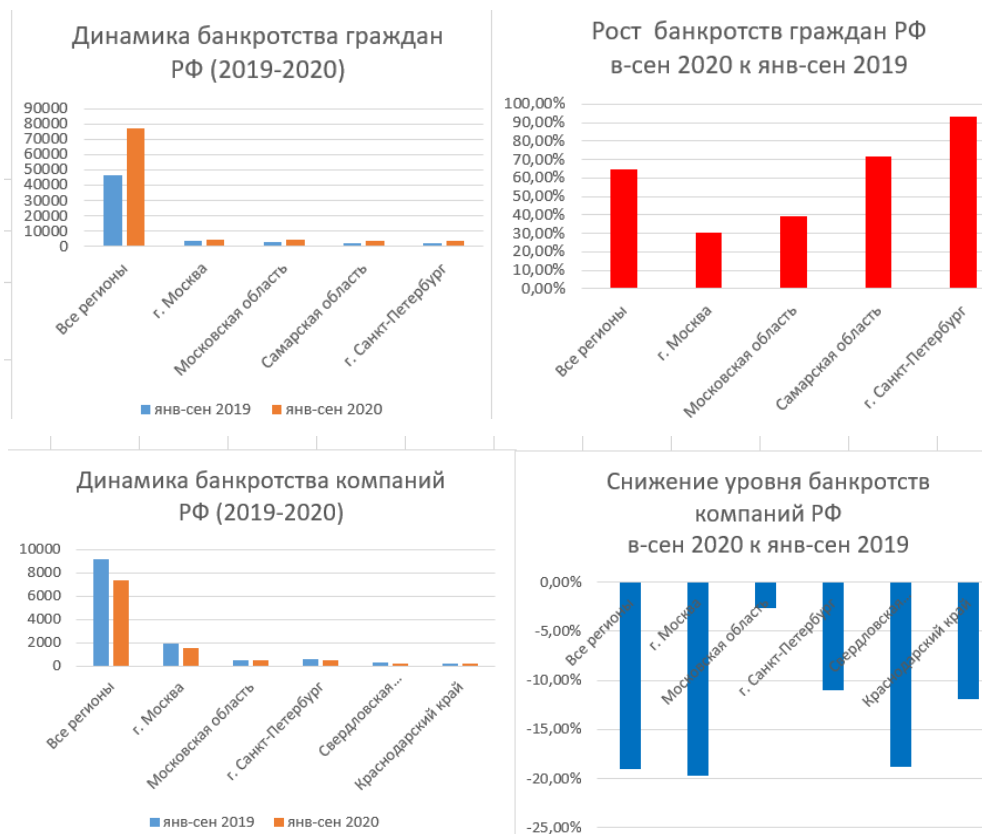 Динамика банкротства граждан
РФ (2019-2020)
90000
80000
70000
60000
50000
40000
30000
20000
10000
0
Все регионы
г. Москва
Московская область
Самарская область
г. Санкт-Петербург
янв-сен 2019
янв-сен 2020
Рост банкротств граждан РФ
в-сен 2020 к янв-сен 2019
100,00%
90,00%
80,00%
70,00%
60,00%
50,00%
40,00%
30,00%
20,00%
10,00%
0,00%
Все регионы
г. Москва
Московская область
Самарская область
г. Санкт-Петербург
Динамика банкротства компаний
РФ (2019-2020)
10000
8000
6000
4000
2000
0
Все регионы
г. Москва
Московская область
г. Санкт-Петербург
Свердловская...
Краснодарский край
янв-сен 2019
янв-сен 2020
Снижение уровня банкротств
компаний РФ
в-сен 2020 к янв-сен 2019
0,00%
-5,00%
-10,00%
-15,00%
-20,00%
-25,00%
Все регионы
г. Москва
Московская область
г. Санкт-Петербург
Свердловская
Краснодарский край